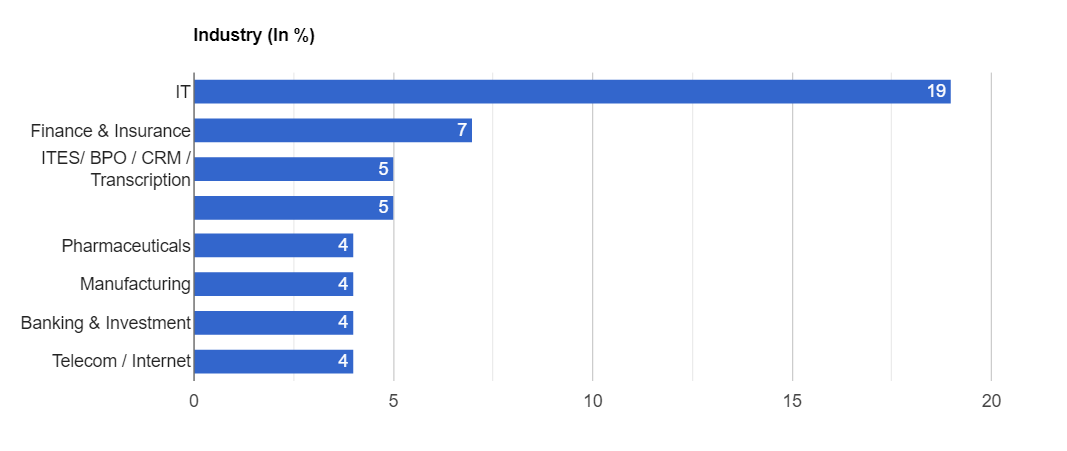 Industry (In %)
IT 19
Finance & Insurance 7
ITES/ BPO / CRM /
Transcription 5
5
Pharmaceuticals 4
Manufacturing 4
Banking & Investment 4
Telecom / Internet 4
0 5 10 15 20